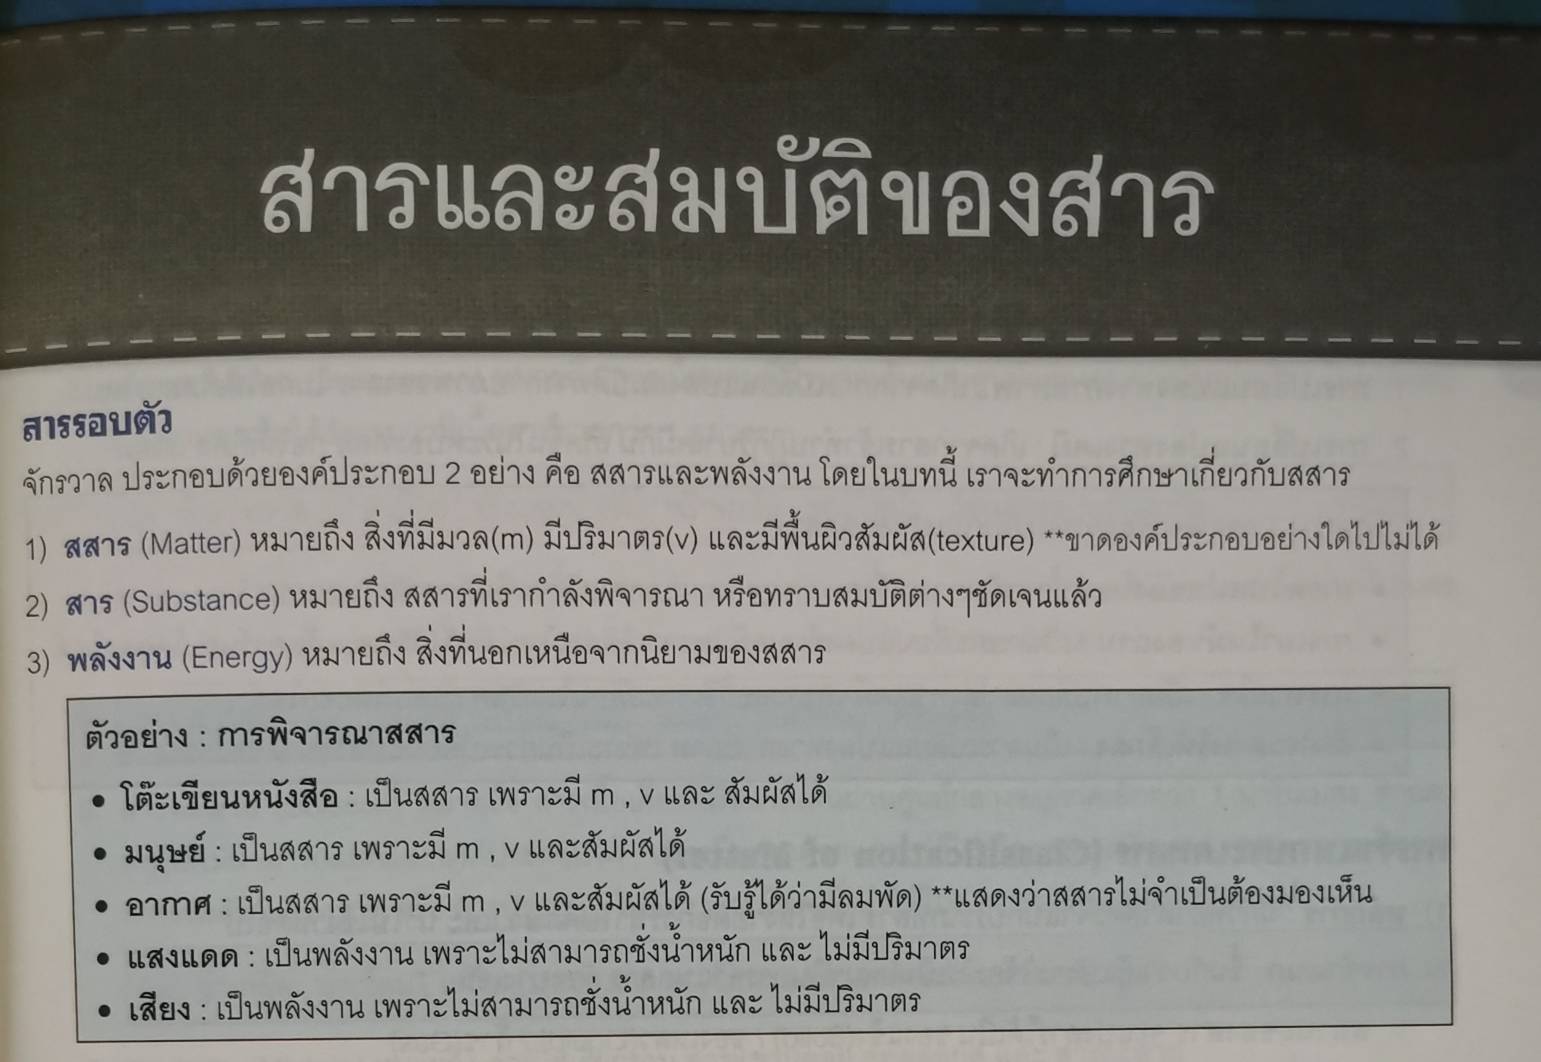 สารและสมบัติของสาร
สารรอบตัว
จักรวาล ประกอบด้วยองค์ประกอบ 2 อย่าง คือ สสารและพลังงาน โดยในบทนี้ เราจะทำการศึกษาเกี่ยวกับสสาร
1) สสาร (Matter) หมายถึง สิ่งที่มีมวล(m) มีปริมาตร(v) และมีพื้นผิวสัมผัส(texture) **ขาดองค์ประกอบอย่างใดไปไม่ได้
2) สาร (Substance) หมายถึง สสารที่เรากำลังพิจารณา หรือทราบสมบัติต่างๆชัดเจนแล้ว
3) พลังงาน (Energy) หมายถึง สิ่งที่นอกเหนือจากนิยามของสสาร
ตัวอย่าง : การพิจารณาสสาร
• โต๊ะเขียนหนังสือ : เป็นสสาร เพราะมี m , v และ สัมผัสได้
• มนุษย์ : เป็นสสาร เพราะมี m , v และสัมผัสได้
• อากาศ : เป็นสสาร เพราะมี m , v และสัมผัสได้ (รับรู้ได้ว่ามีลมพัด) **แสดงว่าสสารไม่จำเป็นต้องมองเห็น
• แสงแดด : เป็นพลังงาน เพราะไม่สามารถชั่งน้ำหนัก และ ไม่มีปริมาตร
• เสียง : เป็นพลังงาน เพราะไม่สามารถชั่งน้ำหนัก และ ไม่มีปริมาตร